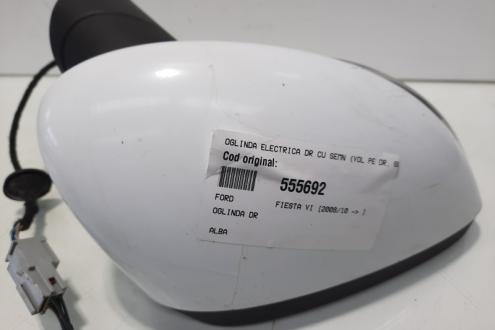 OGLINDA ELECTRICA DR CU SEMN (VOL PE DR.
Cod original:
555692
FORD FIESTA VI [2008/10 -> ]
OGLINDA DR
ALBA